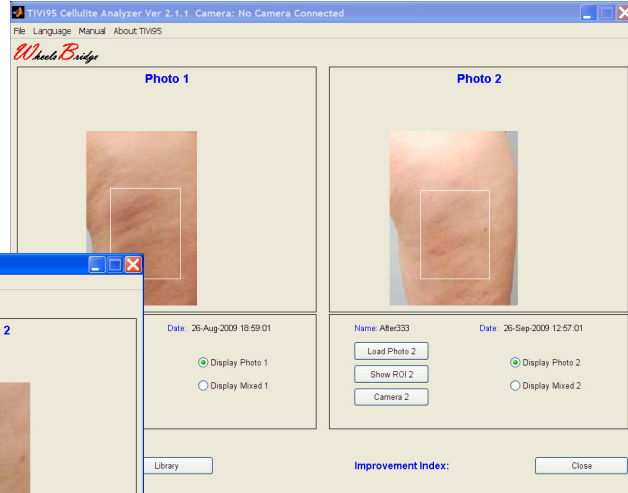 TiVi95 Cellulite Analyzer Ver 2.1.1 Camera: No Camera Connected
File Language Manual About TiVi95
WheelsBridge
Photo 1
Photo 2
2
Date: 26-Aug-2009 18:59:01
Display Photo 1
Display Mixed 1
Name: After333
Date: 26-Sep-2009 12:57:01
Load Photo 2
Show ROI 2
Camera 2
Display Photo 2
Display Mixed 2
Library
Improvement Index:
Close